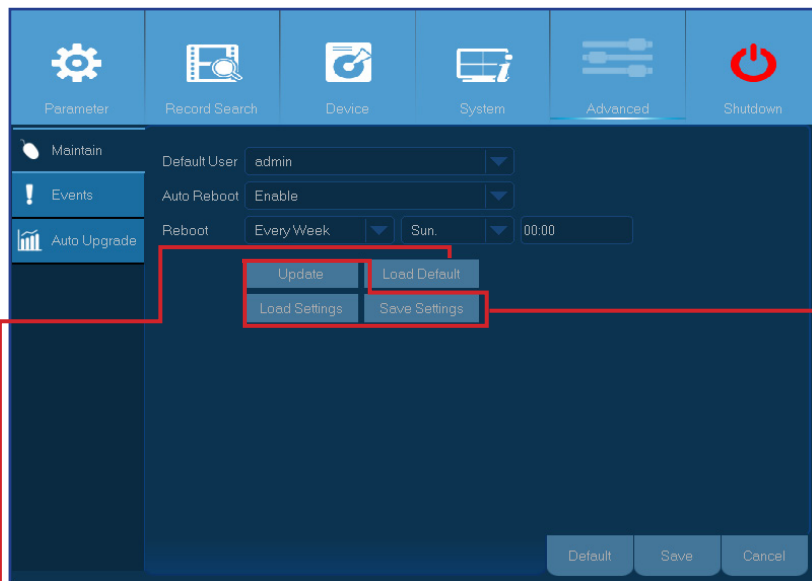 Parameter Record Search Device System Advanced Shutdown
Maintain
Events
Auto Upgrade
Default User admin
Auto Reboot Enable
Reboot Every Week Sun. 00:00
Update Load Default
Load Settings Save Settings
Default Save Cancel